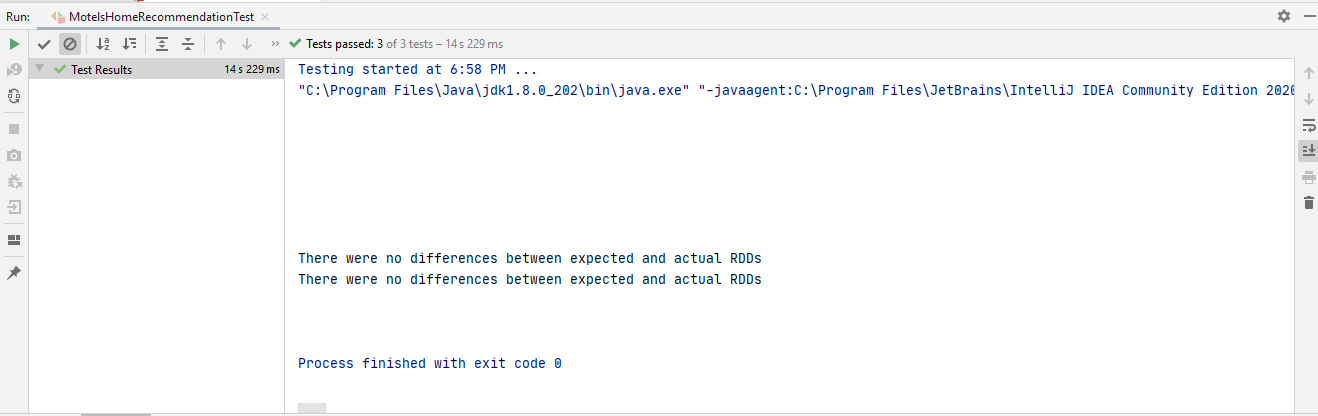 Run: MotelsHomeRecommendationTest
Tests passed: 3 of 3 tests – 14 s 229 ms
Test Results 14 s 229 ms
Testing started at 6:58 PM ...
"C:\Program Files\Java\jdk1.8.0_202\bin\java.exe" "-javaagent:C:\Program Files\JetBrains\IntelliJ IDEA Community Edition 2020
There were no differences between expected and actual RDDs
There were no differences between expected and actual RDDs
Process finished with exit code 0